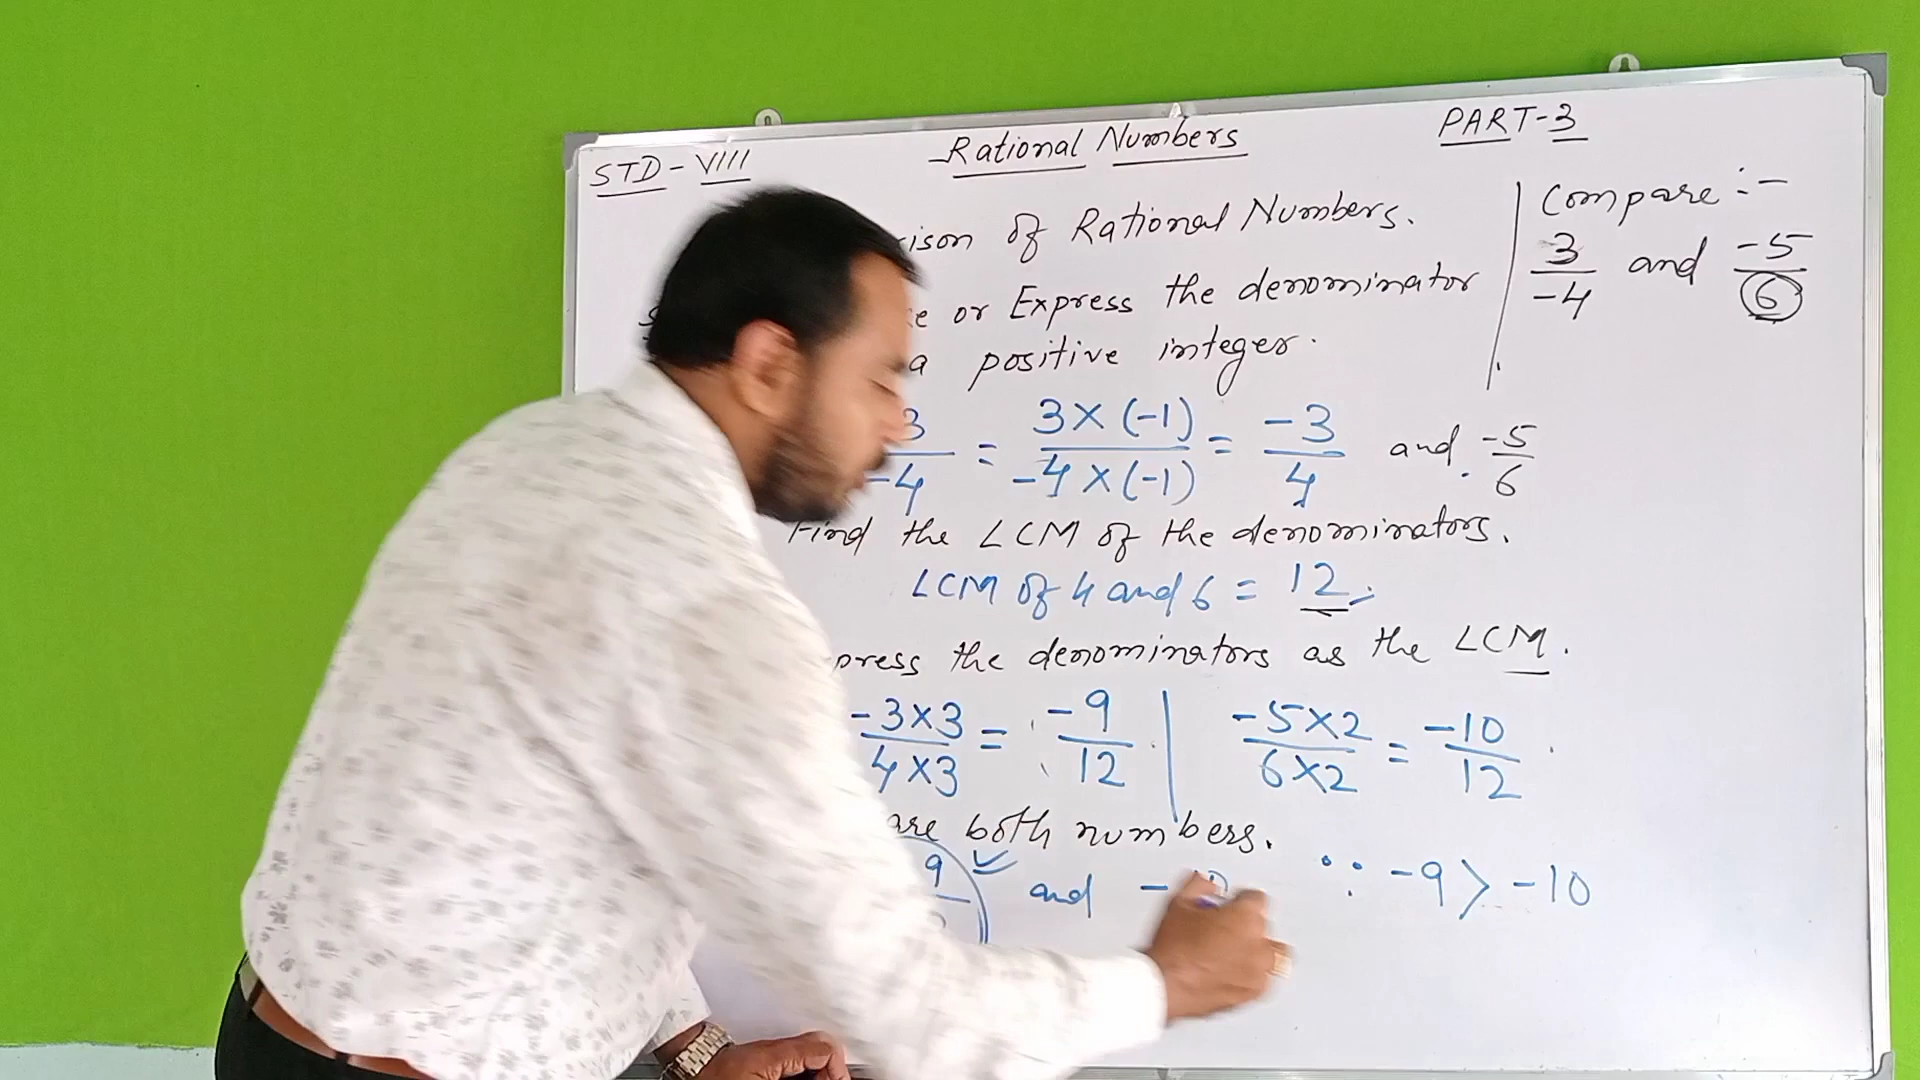 STD - VIII
Rational Numbers
PART-3
of Rational Numbers.
or Express the denominator
a positive integer.
Compare :-
3/-4 and -5/6
3/-4 = 3 × (-1)/-4 × (-1) = -3/4 and -5/6
Find the LCM of the denominators.
LCM of 4 and 6 = 12
the denominators as the LCM.
-3×3/4×3 = -9/12 | -5×2/6×2 = -10/12
both numbers.
9 and ∵ -9 > -10